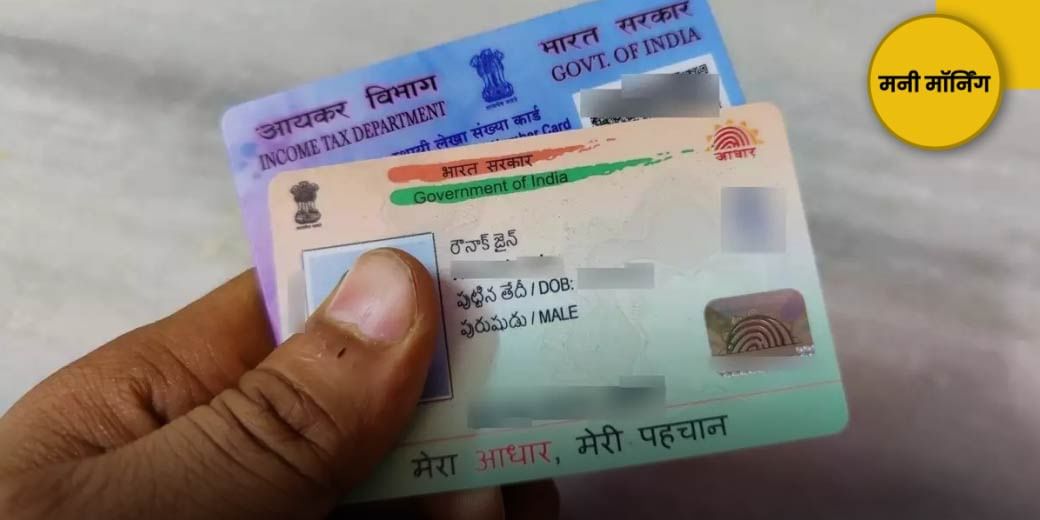 मनी मॉर्निंग
आयकर विभाग
INCOME TAX DEPARTMENT
भारत सरकार
GOVT. OF INDIA
लेखा संख्या कार्ड
Card
भारत सरकार
Government of India
आधार
రౌనాక్ జైన్
పుట్టిన తేదీ / DOB:
పురుషుడు / MALE
मेरा आधार, मेरी पहचान